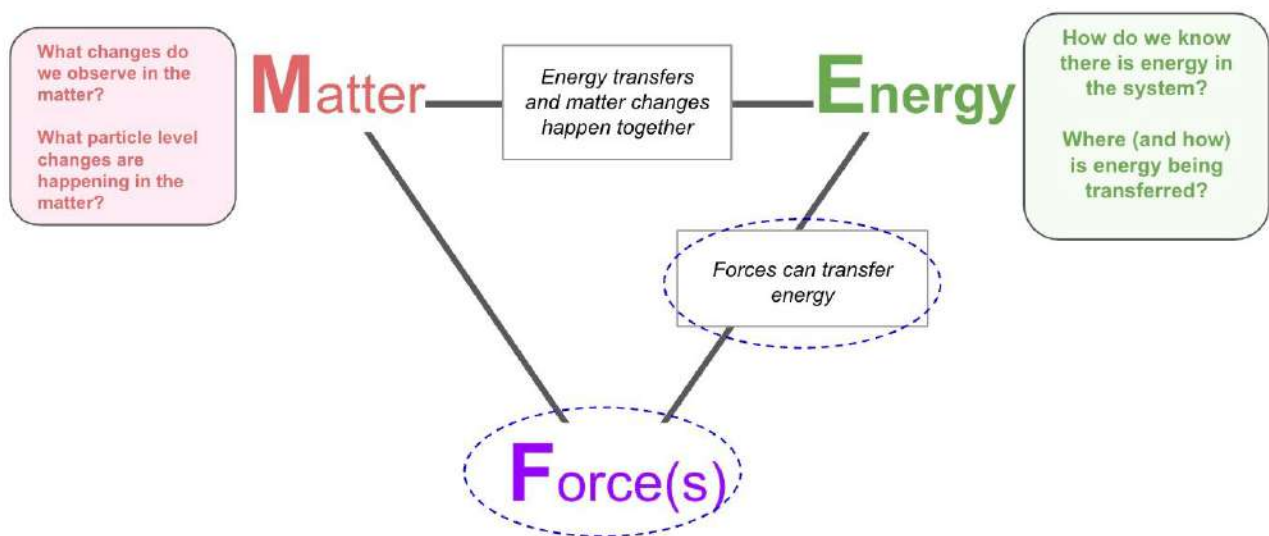 What changes do
we observe in the
matter?
What particle level
changes are
happening in the
matter?
Matter
Energy transfers
and matter changes
happen together
Energy
How do we know
there is energy in
the system?
Where (and how)
is energy being
transferred?
Forces can transfer
energy
Force(s)